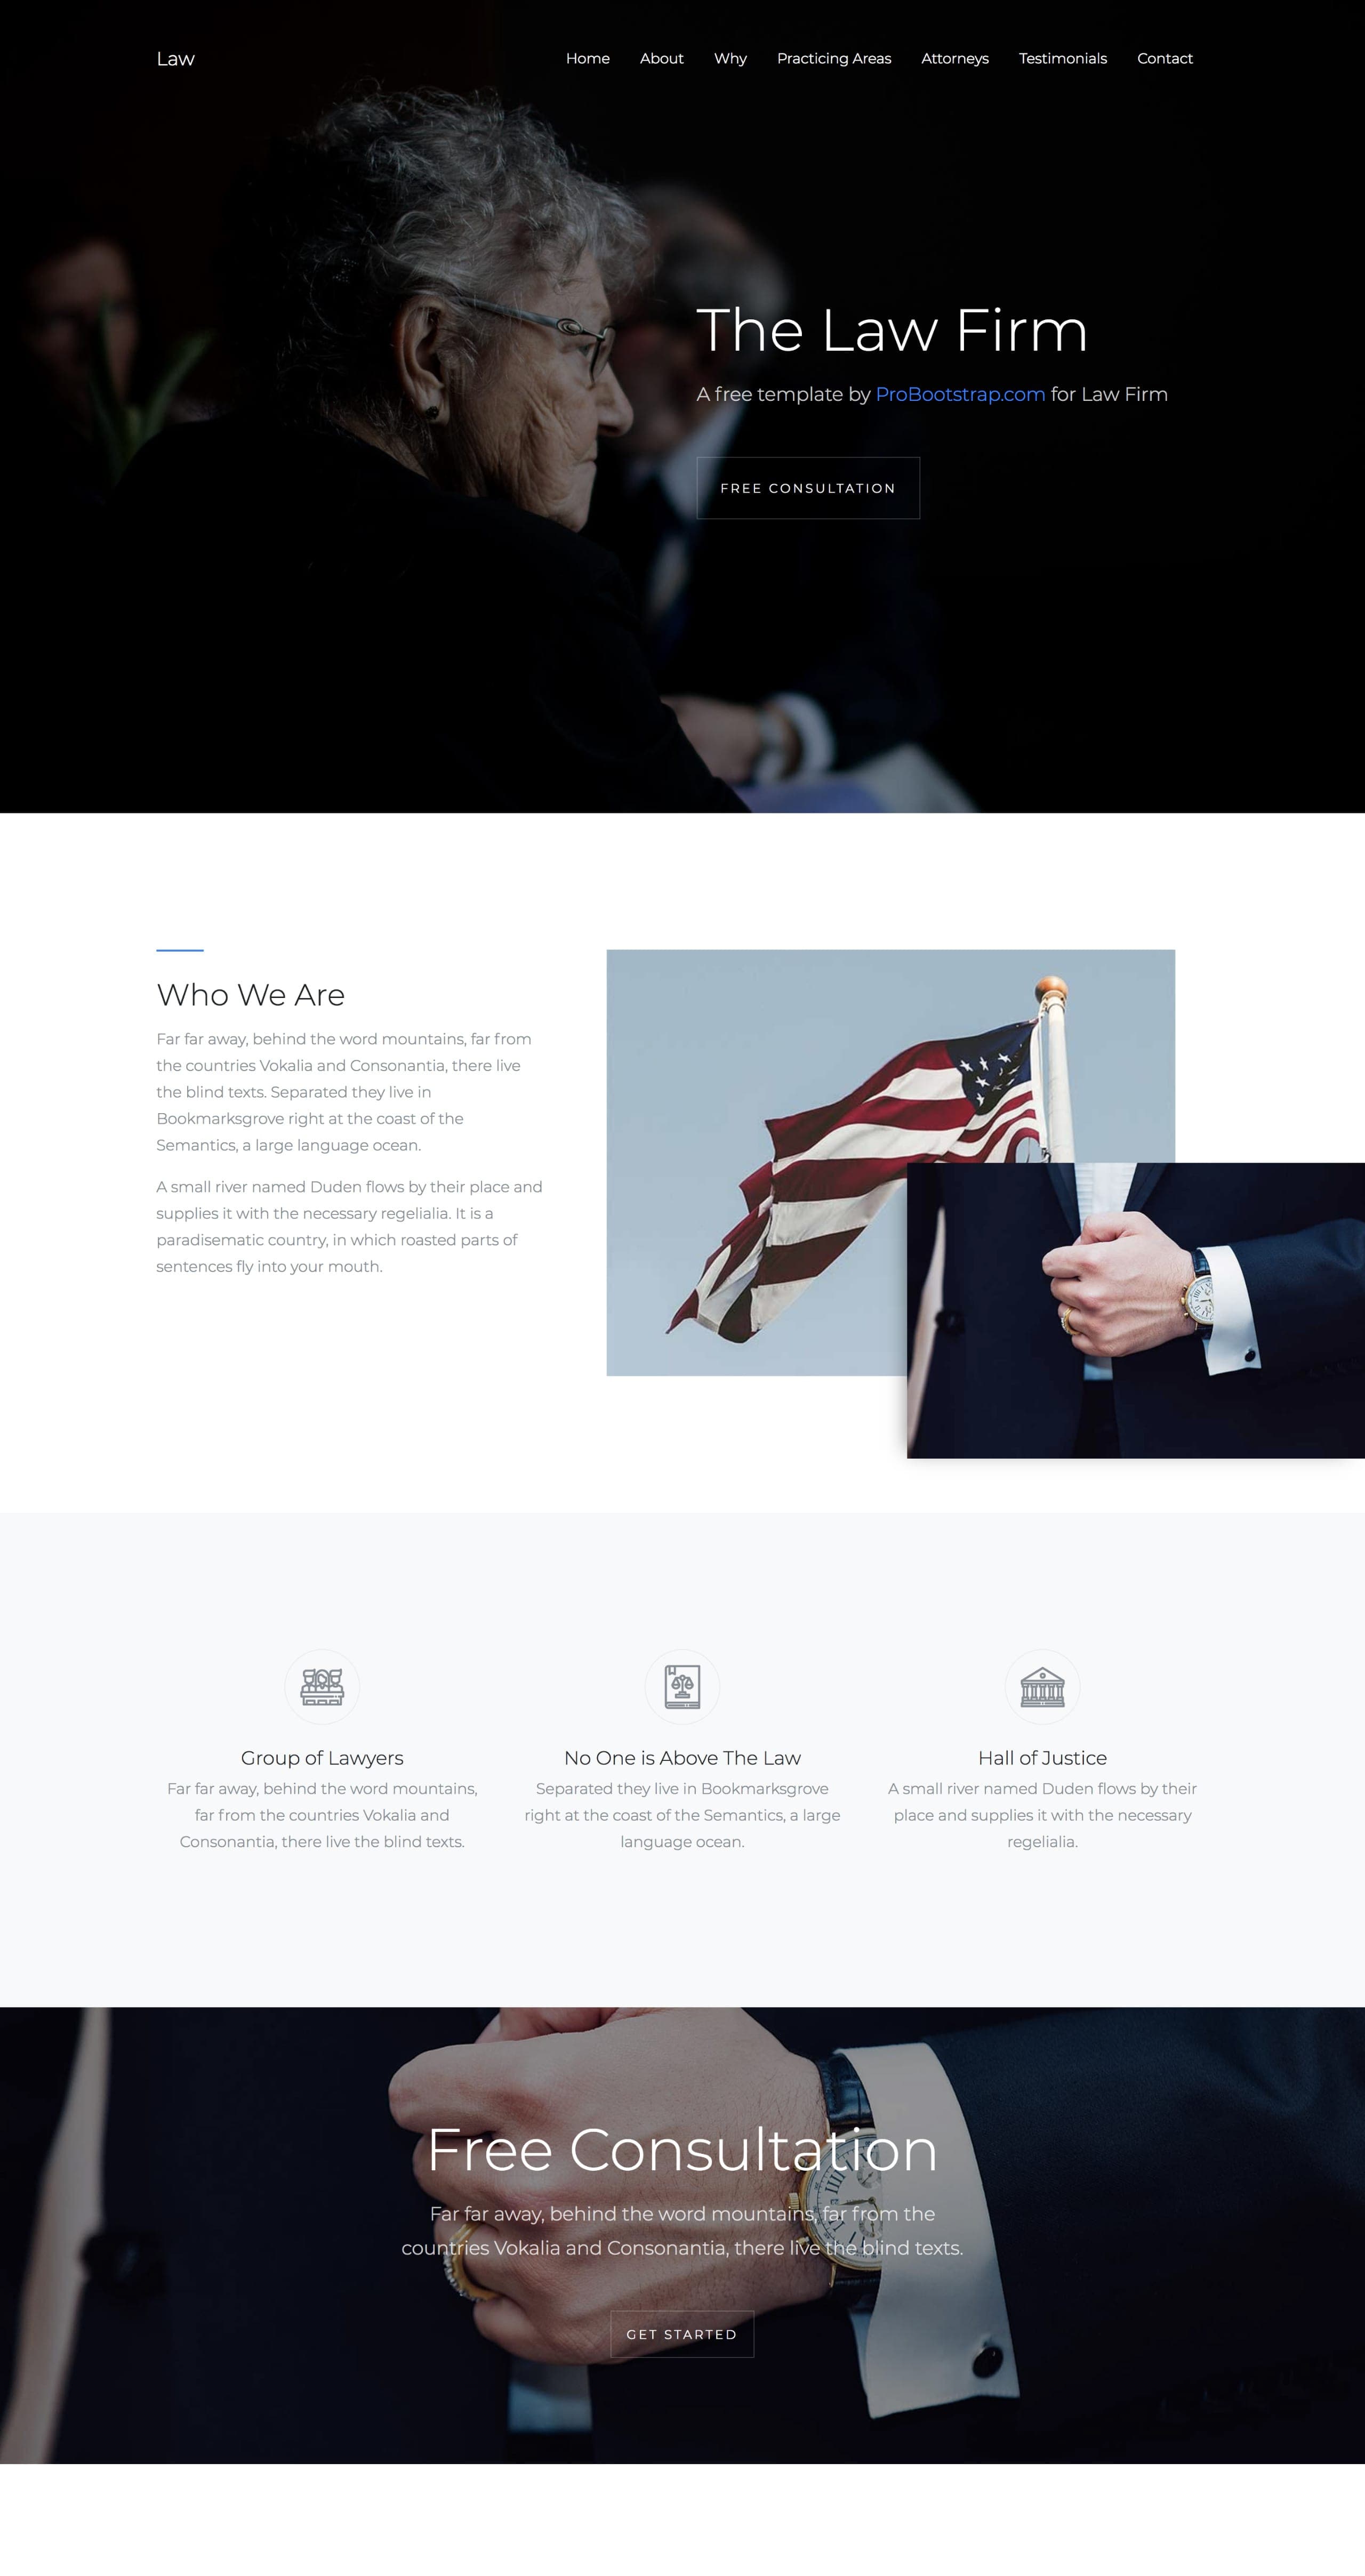 Law
Home About Why Practicing Areas Attorneys Testimonials Contact
The Law Firm
A free template by ProBootstrap.com for Law Firm
FREE CONSULTATION
Who We Are
Far far away, behind the word mountains, far from
the countries Vokalia and Consonantia, there live
the blind texts. Separated they live in
Bookmarksgrove right at the coast of the
Semantics, a large language ocean.
A small river named Duden flows by their place and
supplies it with the necessary regelialia. It is a
paradisematic country, in which roasted parts of
sentences fly into your mouth.
Group of Lawyers
Far far away, behind the word mountains,
far from the countries Vokalia and
Consonantia, there live the blind texts.
No One is Above The Law
Separated they live in Bookmarksgrove
right at the coast of the Semantics, a large
language ocean.
Hall of Justice
A small river named Duden flows by their
place and supplies it with the necessary
regelialia.
Free Consultation
Far far away, behind the word mountains, far from the
countries Vokalia and Consonantia, there live the blind texts.
GET STARTED